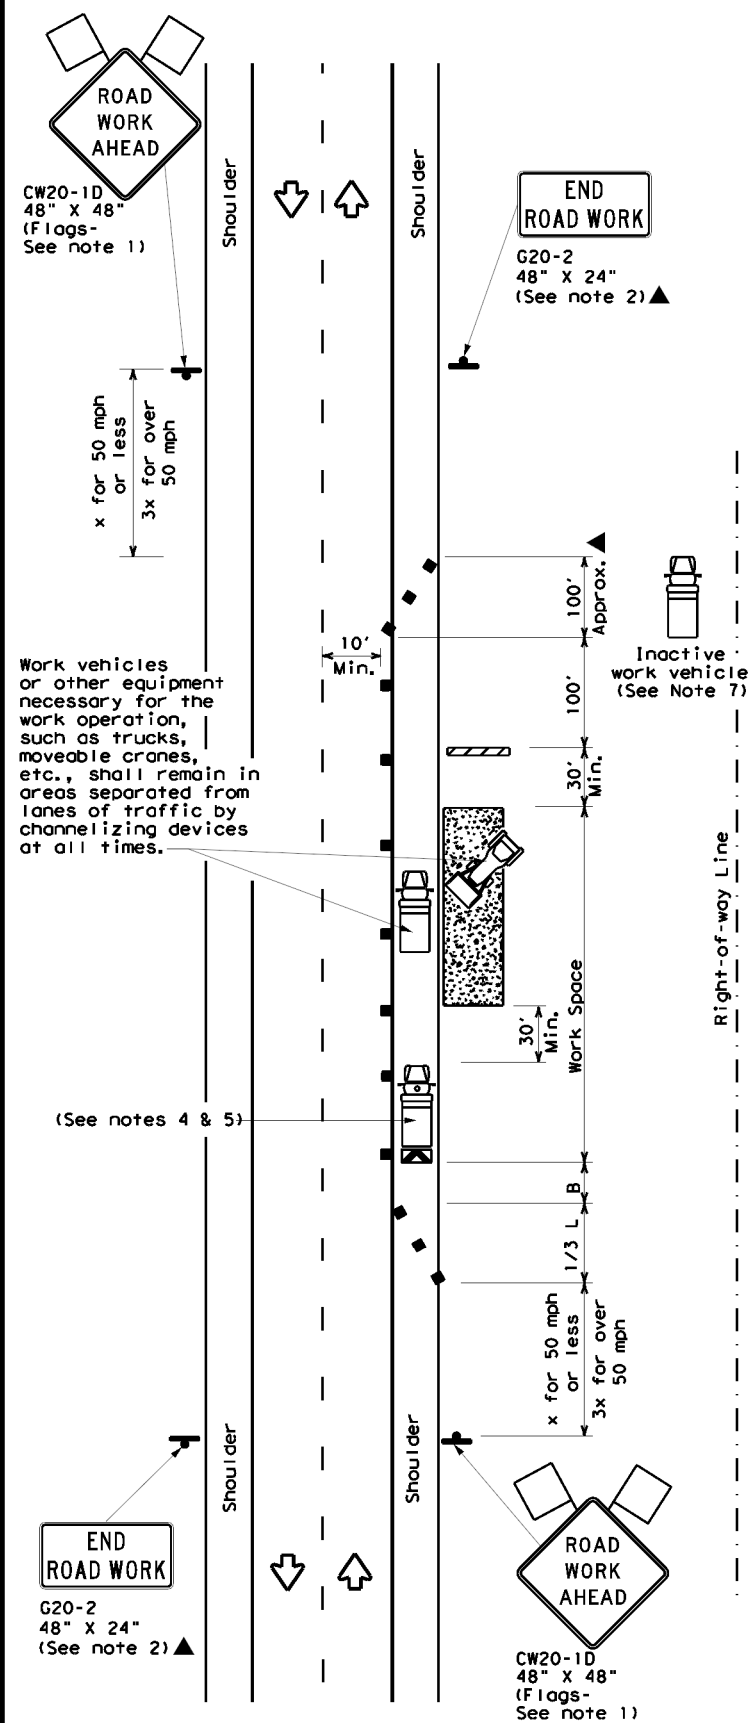 ROAD
WORK
AHEAD
CW20-1D
48" X 48"
(Flags-
See note 1)
Shoulder
Shoulder
END
ROAD WORK
G20-2
48" X 24"
(See note 2)▲
x for 50 mph
or less
3x for over
50 mph
100'
Approx.
10'
Min.
100'
Inactive
work vehicle
(See Note 7)
Work vehicles
or other equipment
necessary for the
work operation,
such as trucks,
moveable cranes,
etc., shall remain in
areas separated from
lanes of traffic by
channelizing devices
at all times.
30'
Min.
Right-of-way Line
Work Space
30'
Min.
(See notes 4 & 5)
B
1/3 L
x for 50 mph
or less
3x for over
50 mph
Shoulder
Shoulder
END
ROAD WORK
G20-2
48" X 24"
(See note 2)▲
ROAD
WORK
AHEAD
CW20-1D
48" X 48"
(Flags-
See note 1)